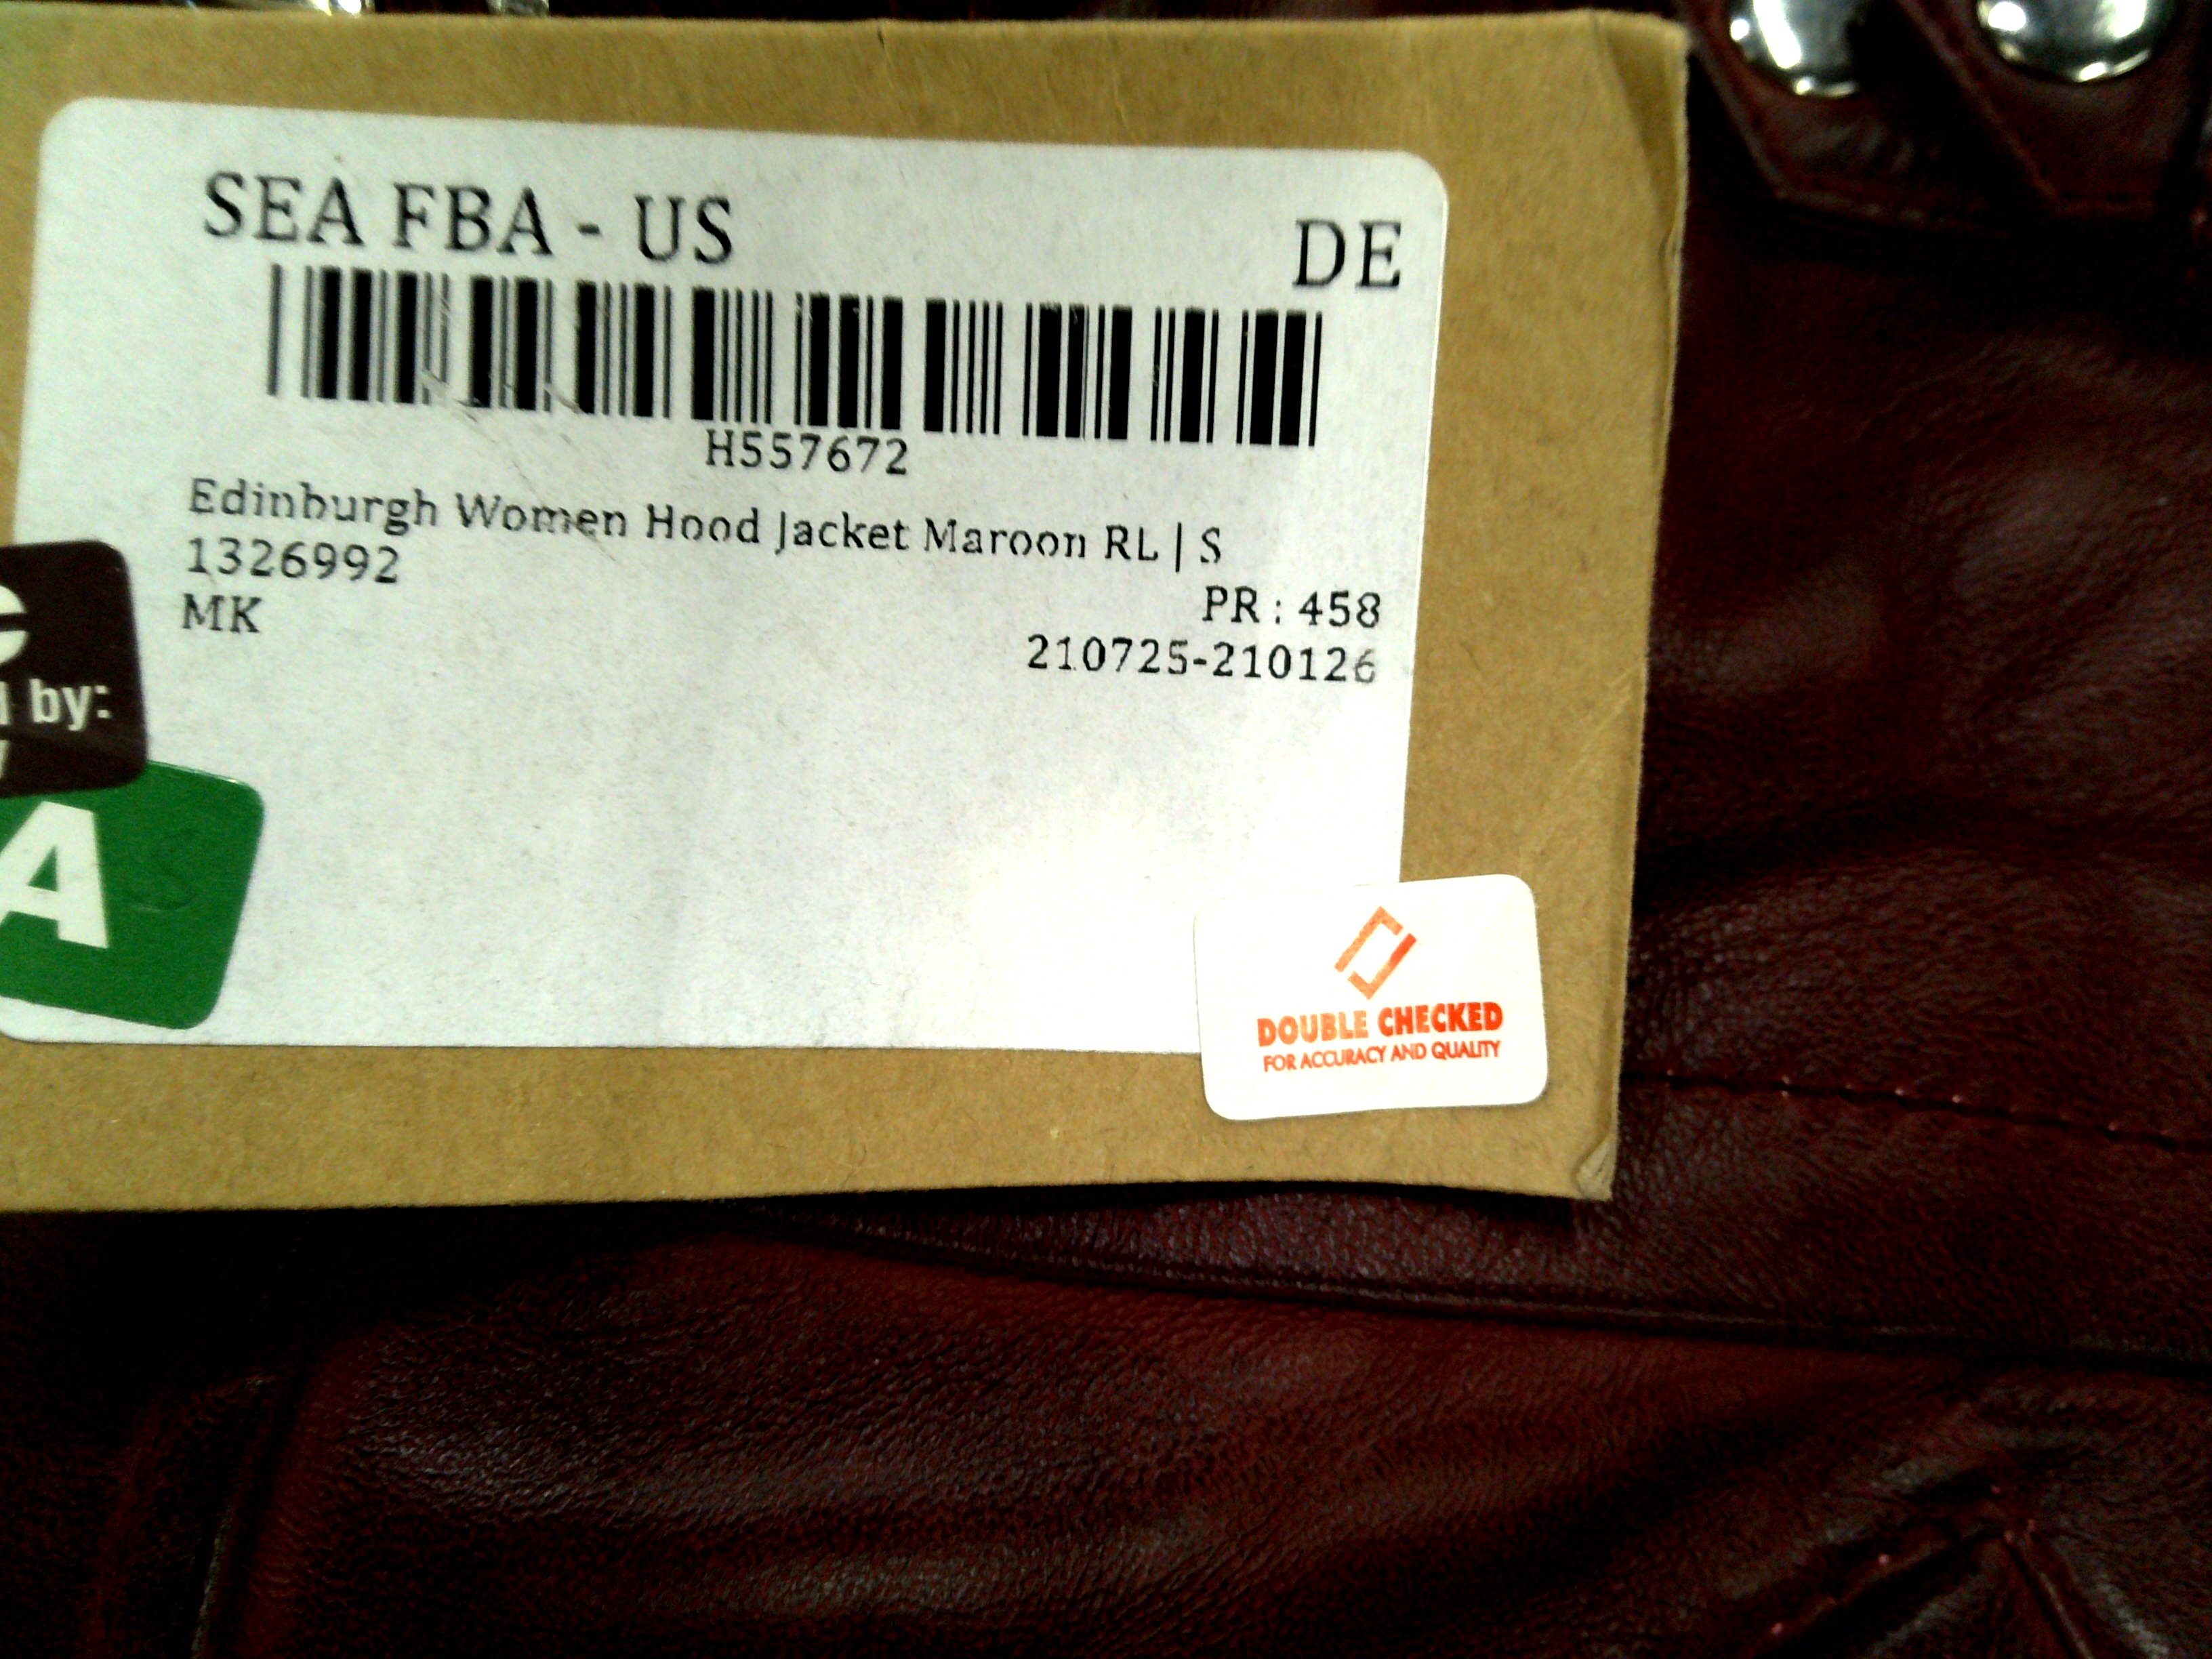 SEA FBA - US
DE
H557672
Edinburgh Women Hood Jacket Maroon RL | S
1326992
PR : 458
MK
210725-210126
by:
A
S
DOUBLE CHECKED
FOR ACCURACY AND QUALITY